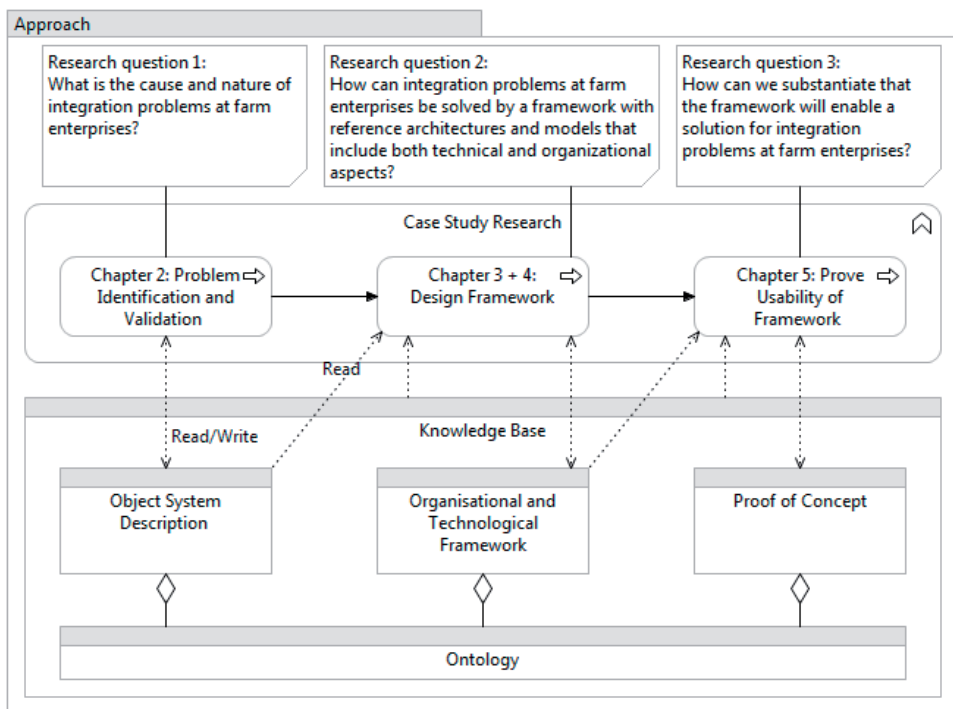 Approach
Research question 1:
What is the cause and nature of
integration problems at farm
enterprises?
Research question 2:
How can integration problems at farm
enterprises be solved by a framework with
reference architectures and models that
include both technical and organizational
aspects?
Research question 3:
How can we substantiate that
the framework will enable a
solution for integration
problems at farm enterprises?
Case Study Research
Chapter 2: Problem
Identification and
Validation
Chapter 3 + 4:
Design Framework
Chapter 5: Prove
Usability of
Framework
Read
Read/Write
Knowledge Base
Object System
Description
Organisational and
Technological
Framework
Proof of Concept
Ontology